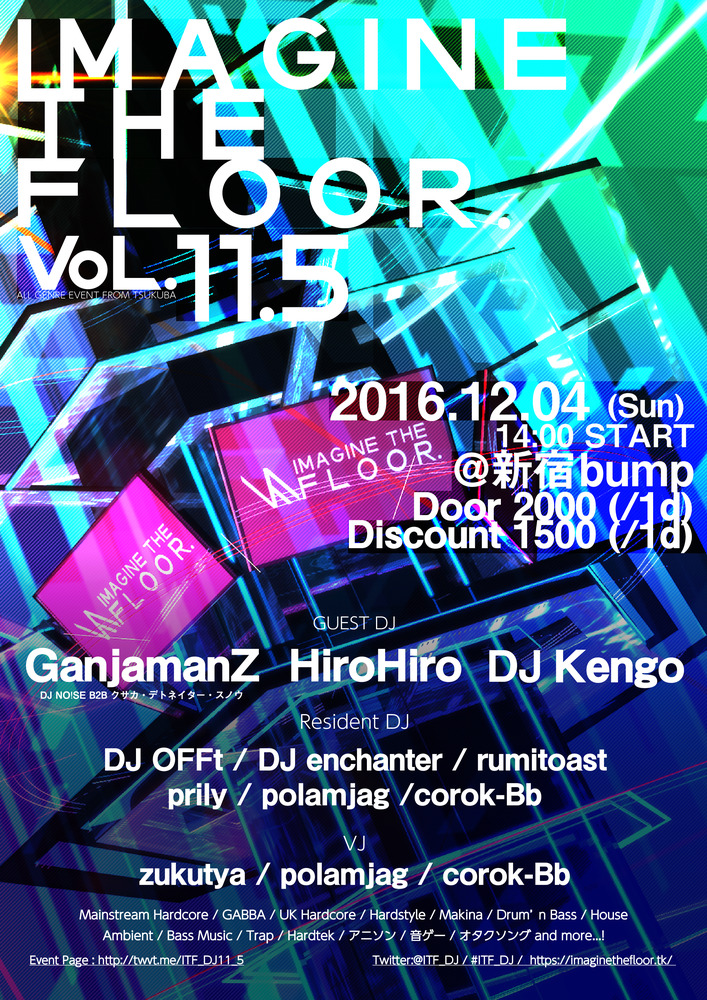 IMAGINE
THE
FLOOR.
VoL.11.5
ALL GENRE EVENT FROM TSUKUBA
2016.12.04 (Sun)
14:00 START
@新宿bump
Door 2000 (/1d)
Discount 1500 (/1d)
IMAGINE THE
FLOOR.
IMAGINE THE
FLOOR.
GUEST DJ
GanjamanZ HiroHiro DJ Kengo
DJ NO!SE B2B クサカ・デトネイター・スノウ
Resident DJ
DJ OFFt / DJ enchanter / rumitoast
prily / polamjag /corok-Bb
VJ
zukutya / polamjag / corok-Bb
Mainstream Hardcore / GABBA / UK Hardcore / Hardstyle / Makina / Drum’n Bass / House
Ambient / Bass Music / Trap / Hardtek / アニソン / 音ゲー / オタクソング and more...!
Event Page : http://twvt.me/ITF_DJ11_5 Twitter:@ITF_DJ / #ITF_DJ / https://imaginethefloor.tk/